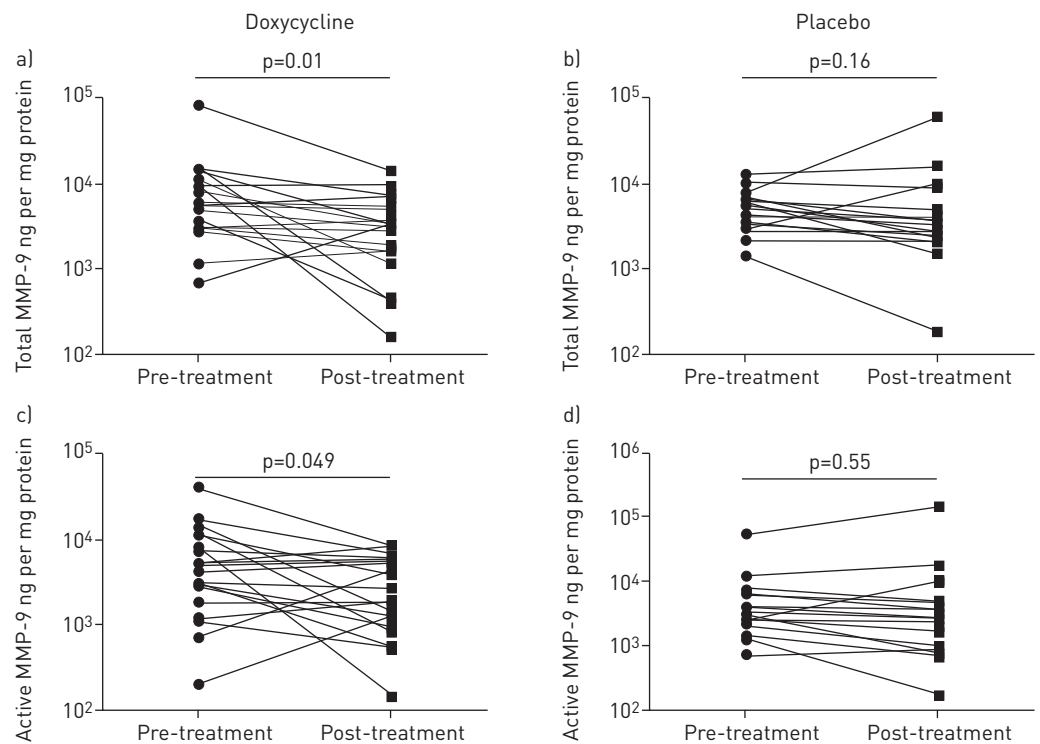 Doxycycline
Placebo
a)
p=0.01
Total MMP-9 ng per mg protein
10⁵
10⁴
10³
10²
Pre-treatment Post-treatment
b)
p=0.16
Total MMP-9 ng per mg protein
10⁵
10⁴
10³
10²
Pre-treatment Post-treatment
c)
p=0.049
Active MMP-9 ng per mg protein
10⁵
10⁴
10³
10²
Pre-treatment Post-treatment
d)
p=0.55
Active MMP-9 ng per mg protein
10⁶
10⁵
10⁴
10³
10²
Pre-treatment Post-treatment